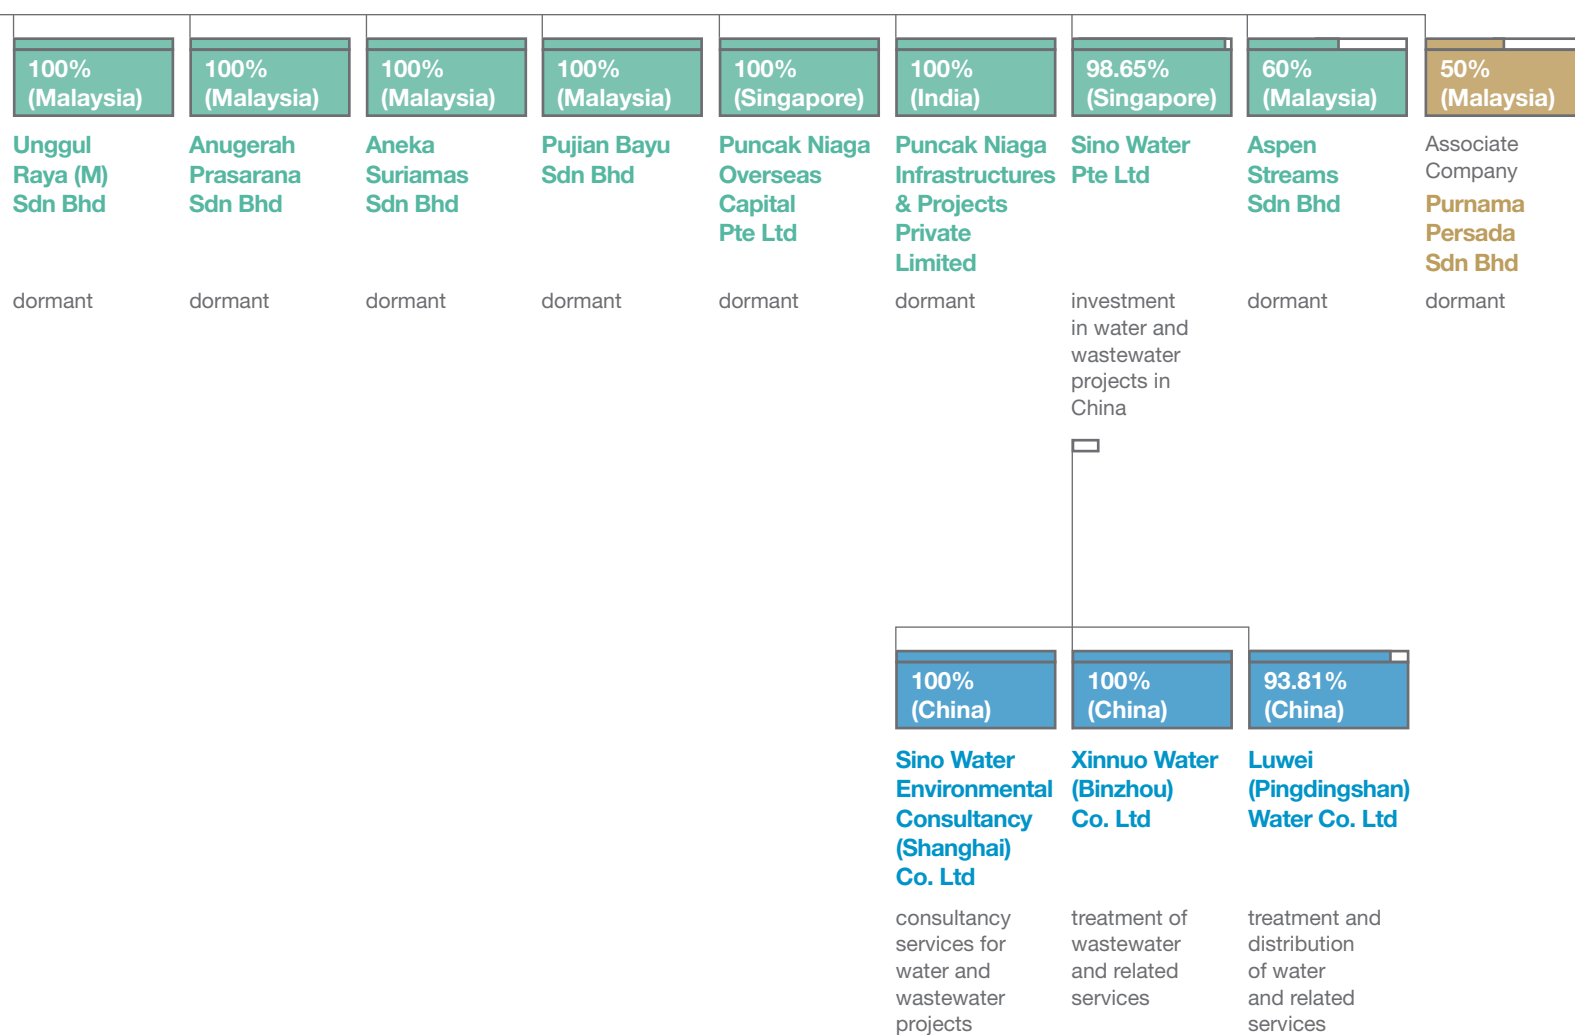 100%
(Malaysia)
Unggul
Raya (M)
Sdn Bhd
dormant
100%
(Malaysia)
Anugerah
Prasarana
Sdn Bhd
dormant
100%
(Malaysia)
Aneka
Suriamas
Sdn Bhd
dormant
100%
(Malaysia)
Pujian Bayu
Sdn Bhd
dormant
100%
(Singapore)
Puncak Niaga
Overseas
Capital
Pte Ltd
dormant
100%
(India)
Puncak Niaga
Infrastructures
& Projects
Private
Limited
dormant
98.65%
(Singapore)
Sino Water
Pte Ltd
investment
in water and
wastewater
projects in
China
60%
(Malaysia)
Aspen
Streams
Sdn Bhd
dormant
50%
(Malaysia)
Associate
Company
Purnama
Persada
Sdn Bhd
dormant
100%
(China)
Sino Water
Environmental
Consultancy
(Shanghai)
Co. Ltd
consultancy
services for
water and
wastewater
projects
100%
(China)
Xinnuo Water
(Binzhou)
Co. Ltd
treatment of
wastewater
and related
services
93.81%
(China)
Luwei
(Pingdingshan)
Water Co. Ltd
treatment and
distribution
of water
and related
services